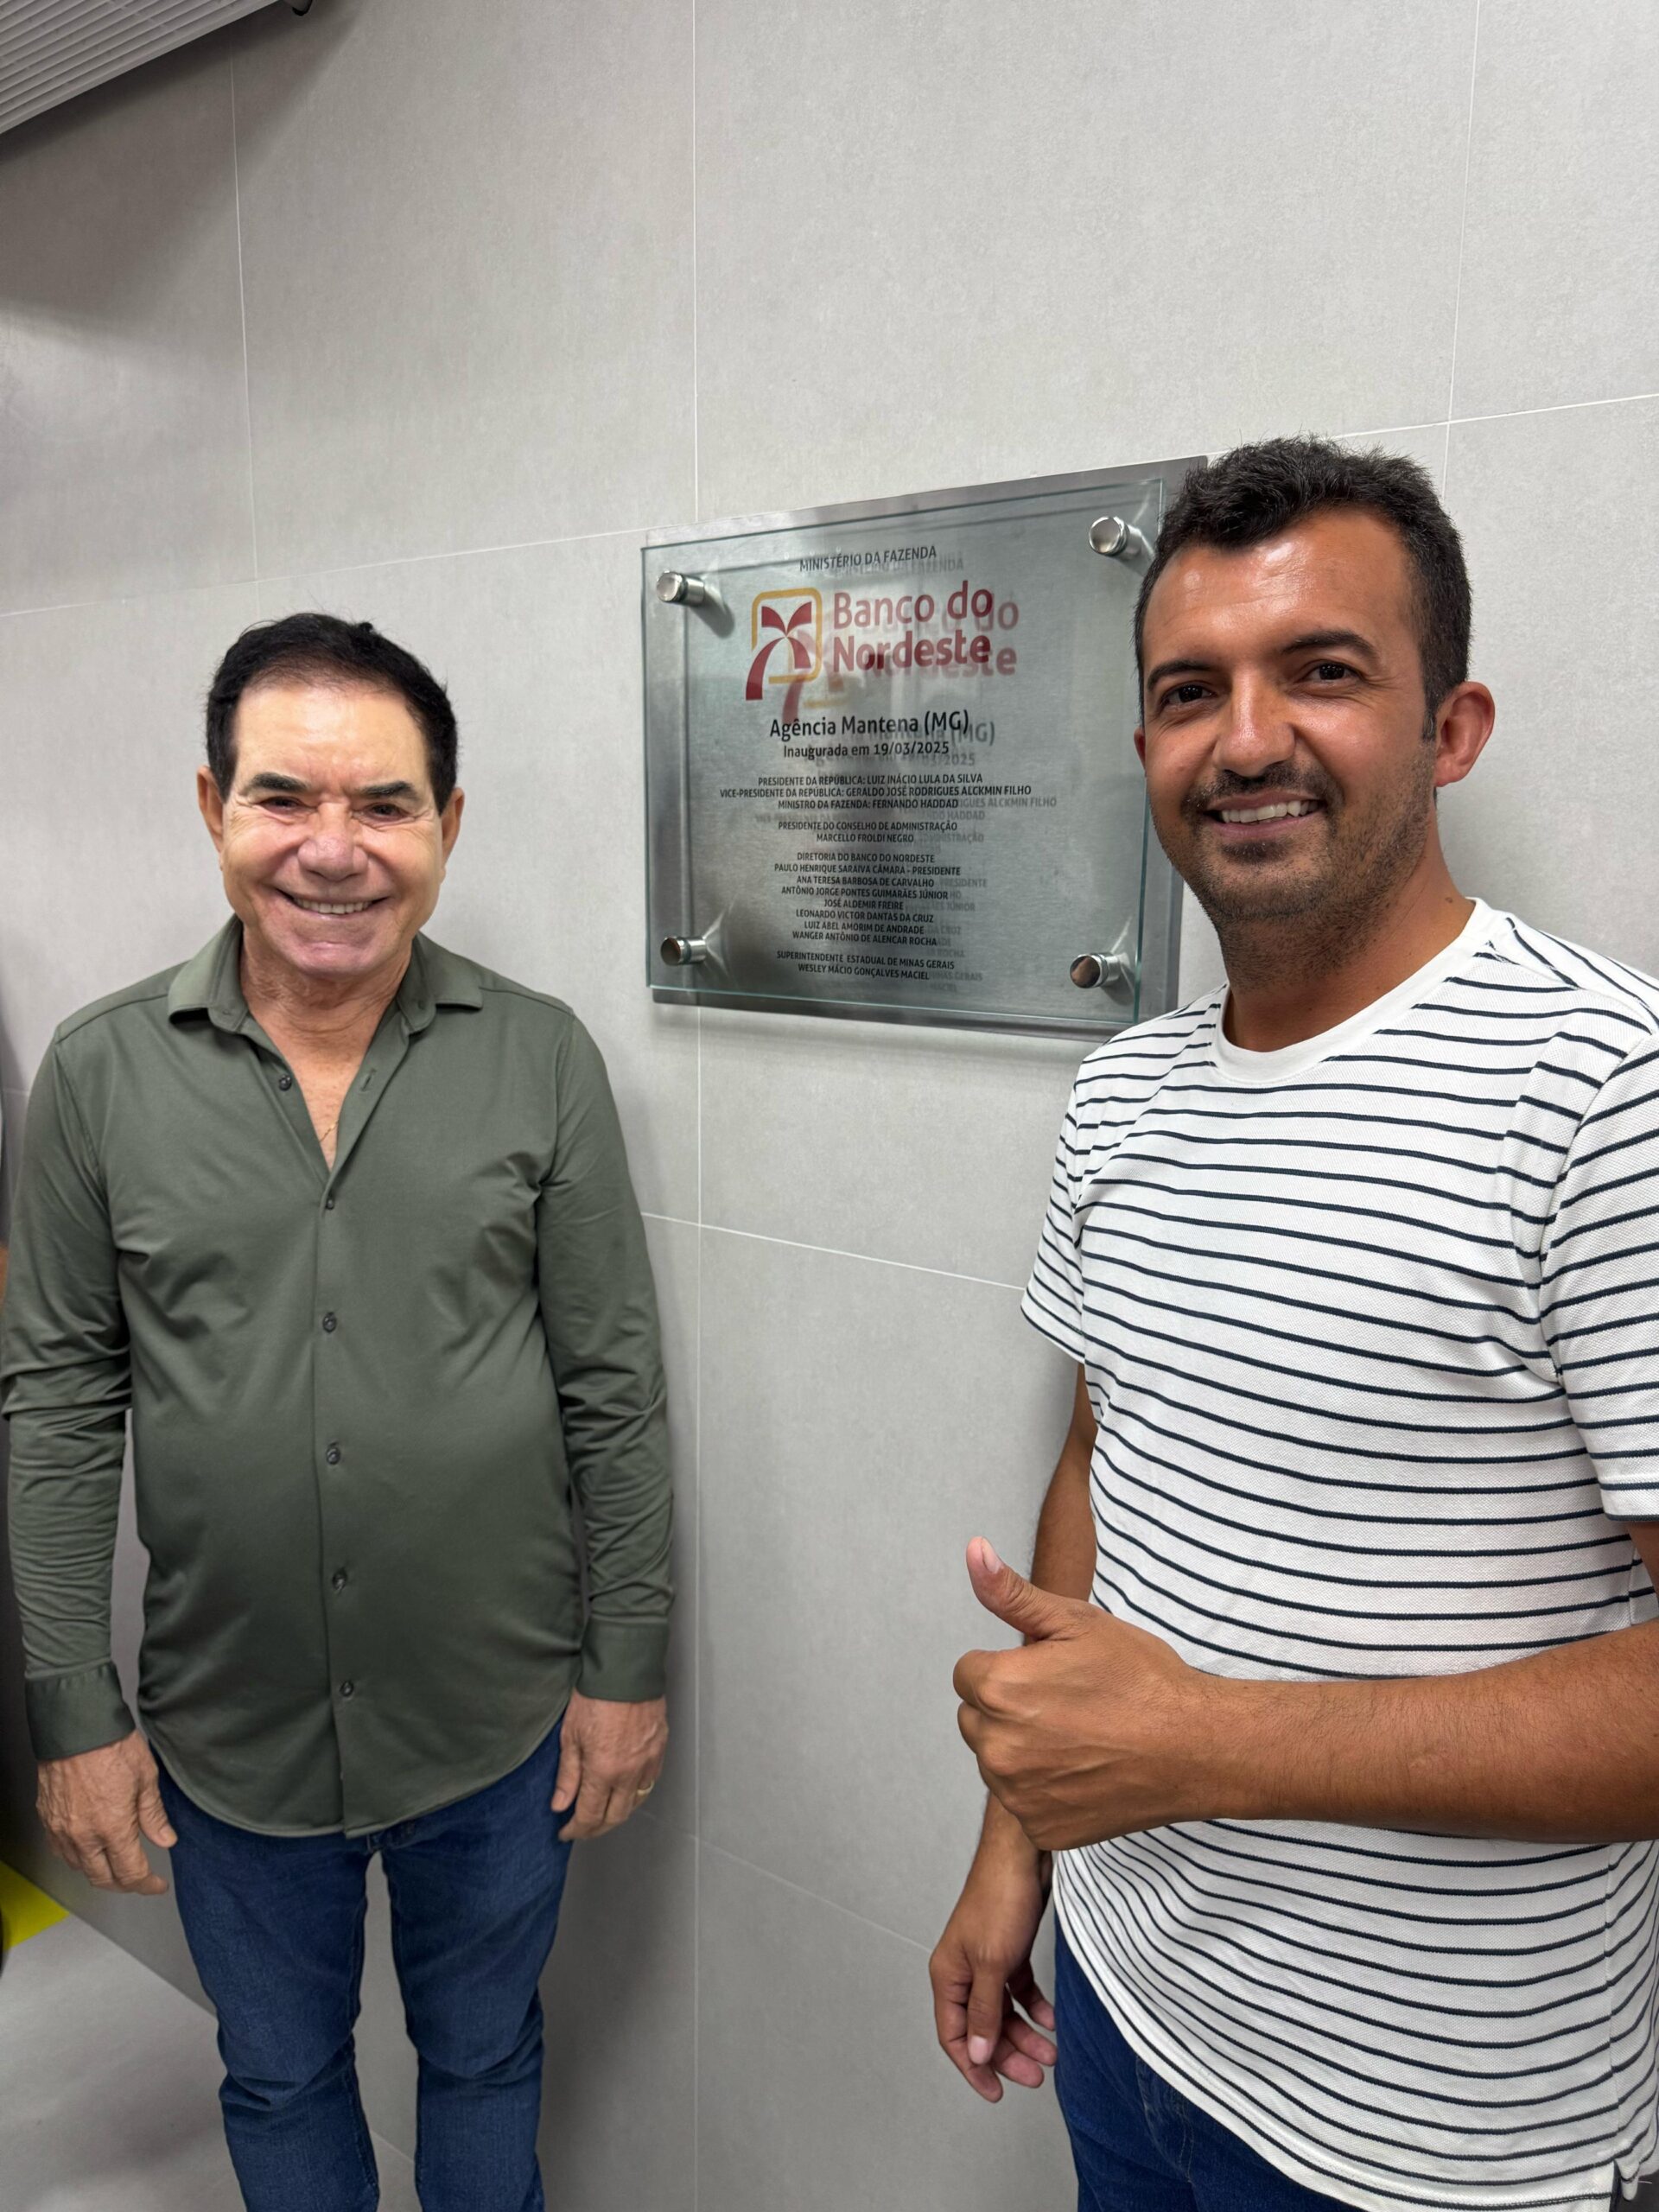 MINISTÉRIO DA FAZENDA
Banco do
Nordeste
Agência Mantena (MG)
Inaugurada em 19/03/2025
PRESIDENTE DA REPÚBLICA: LUIZ INÁCIO LULA DA SILVA
VICE-PRESIDENTE DA REPÚBLICA: GERALDO JOSÉ RODRIGUES ALCKMIN FILHO
MINISTRO DA FAZENDA: FERNANDO HADDAD
PRESIDENTE DO CONSELHO DE ADMINISTRAÇÃO
MARCELLO FROLDI NEGRO
DIRETORIA DO BANCO DO NORDESTE
PAULO HENRIQUE SARAIVA CÂMARA - PRESIDENTE
ANA TERESA BARBOSA DE CARVALHO
ANTÔNIO JORGE PONTES GUIMARÃES JÚNIOR
JOSÉ ALDEMIR FREIRE
LEONARDO VICTOR DANTAS DA CRUZ
LUIZ ABEL AMORIM DE ANDRADE
WANGER ANTÔNIO DE ALENCAR ROCHA
SUPERINTENDENTE ESTADUAL DE MINAS GERAIS
WESLEY MÁCIO GONÇALVES MACIEL